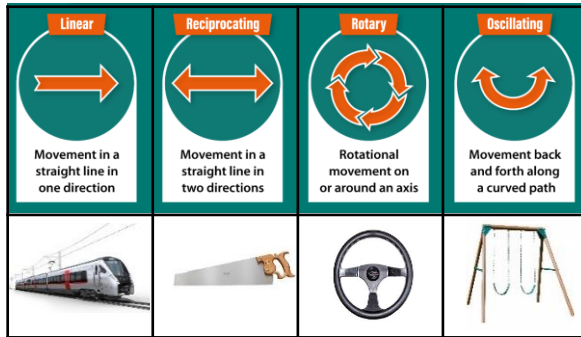 Linear
Movement in a
straight line in
one direction
Reciprocating
Movement in a
straight line in
two directions
Rotary
Rotational
movement on
or around an axis
Oscillating
Movement back
and forth along
a curved path